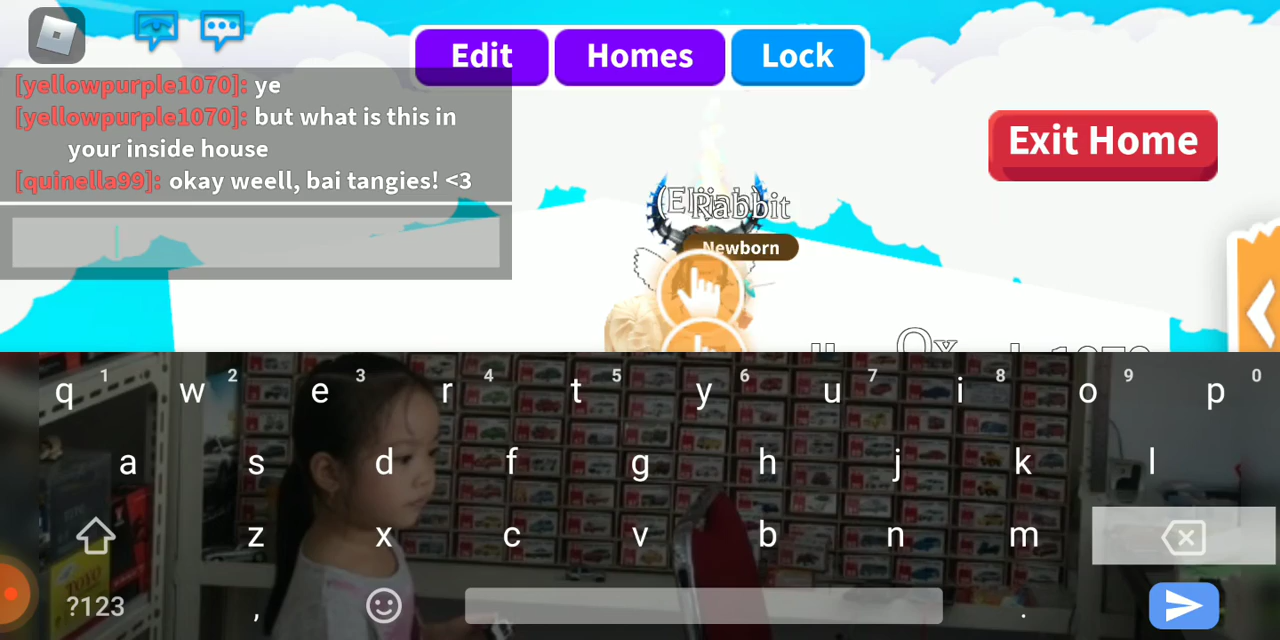 Edit Homes Lock
[yellowpurple1070]: ye
[yellowpurple1070]: but what is this in
your inside house
[quinella99]: okay weell, bai tangies! <3
Exit Home
Rabbit
Newborn
1 2 3 4 5 6 7 8 9 0
q w e r t y u i o p
a s d f g h j k l
z x c v b n m
?123 , .